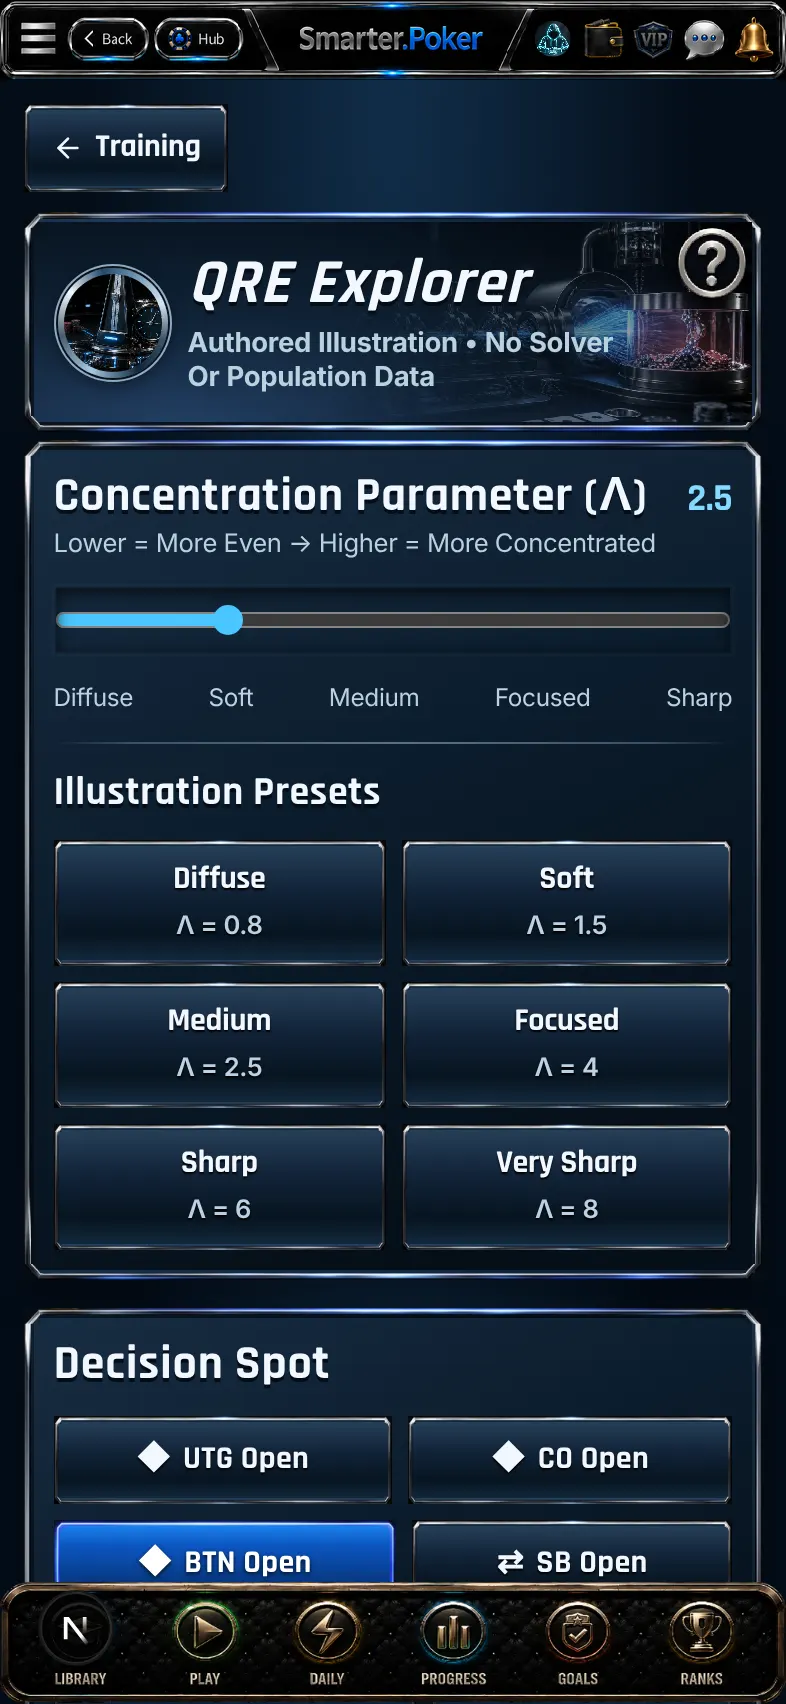 Back
Hub
Smarter.Poker
VIP
← Training
QRE Explorer
?
Authored Illustration • No Solver
Or Population Data
Concentration Parameter (Λ) 2.5
Lower = More Even → Higher = More Concentrated
Diffuse Soft Medium Focused Sharp
Illustration Presets
Diffuse
Λ = 0.8
Soft
Λ = 1.5
Medium
Λ = 2.5
Focused
Λ = 4
Sharp
Λ = 6
Very Sharp
Λ = 8
Decision Spot
◆ UTG Open
◆ CO Open
◆ BTN Open
⇄ SB Open
N
LIBRARY
PLAY
DAILY
PROGRESS
GOALS
RANKS